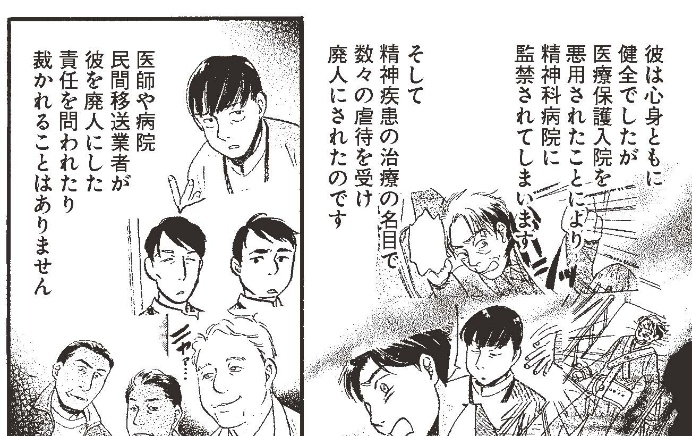 彼は心身ともに
健全でしたが
医療保護入院を
悪用されたことにより
精神科病院に
監禁されてしまいます
そして
精神疾患の治療の名目で
数々の虐待を受け
廃人にされたのです
医師や病院
民間移送業者が
彼を廃人にした
責任を問われたり
裁かれることはありません